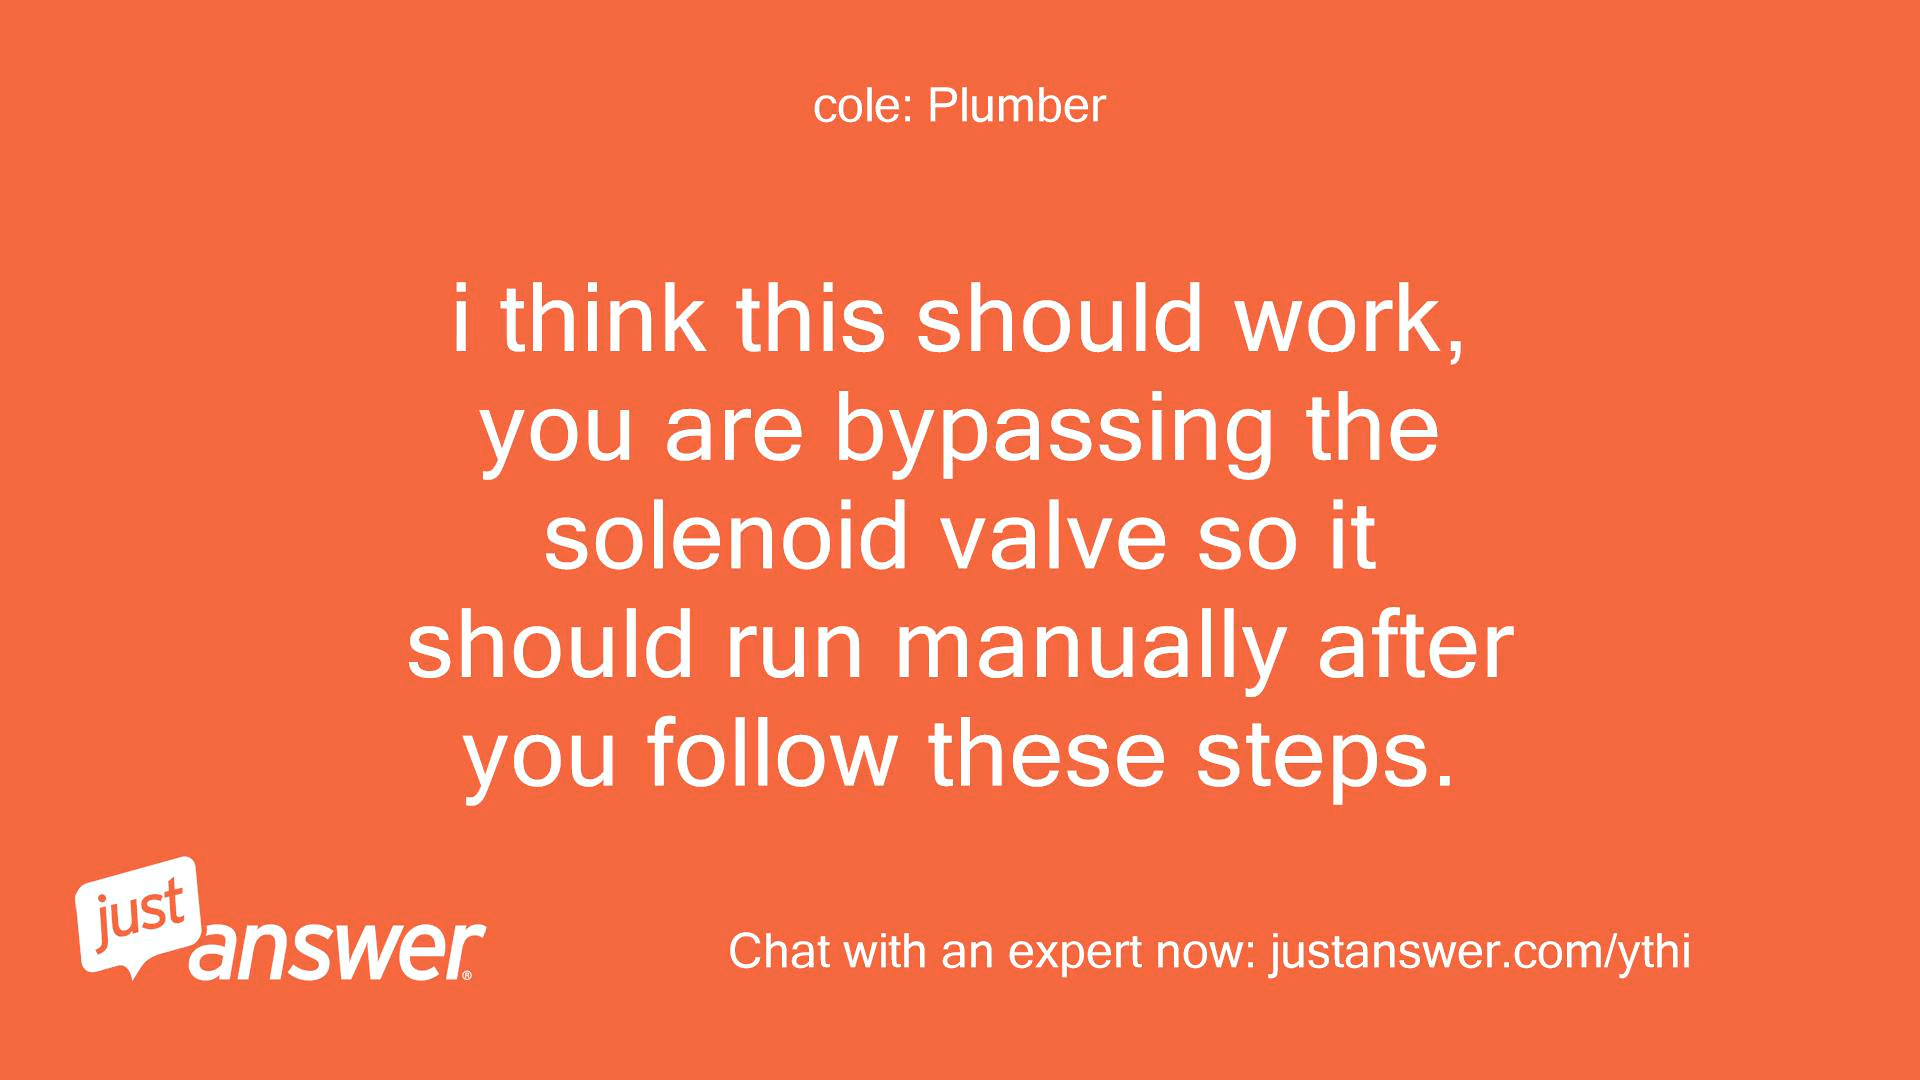 cole: Plumber
i think this should work,
you are bypassing the
solenoid valve so it
should run manually after
you follow these steps.
just
answer®
Chat with an expert now: justanswer.com/ythi